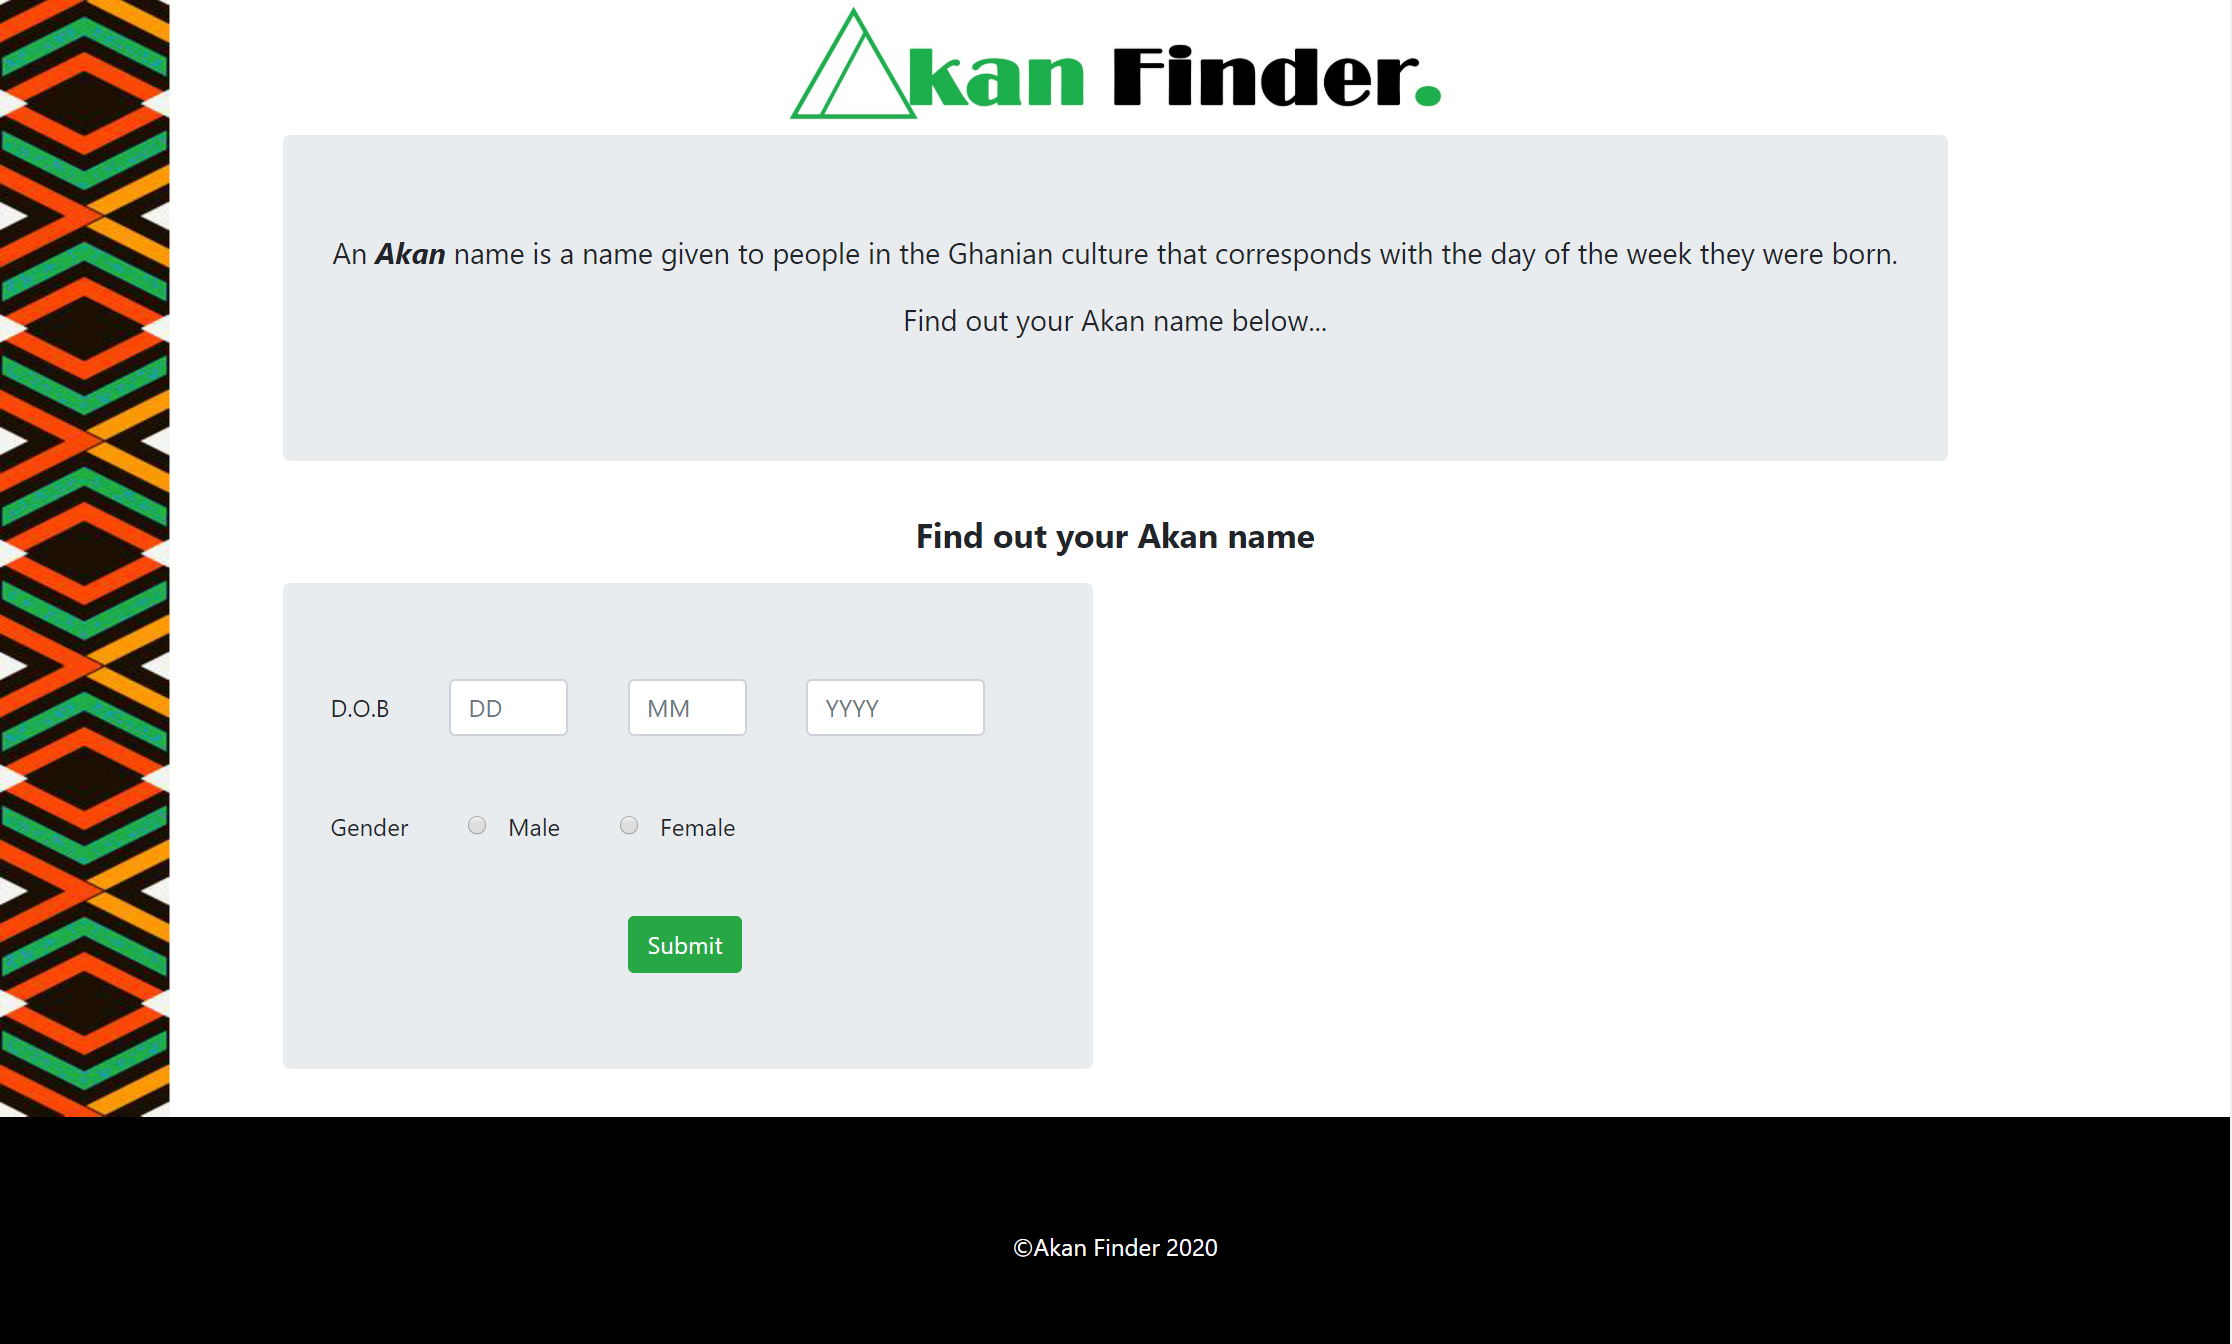 Akan Finder.
An Akan name is a name given to people in the Ghanian culture that corresponds with the day of the week they were born.
Find out your Akan name below...
Find out your Akan name
D.O.B DD MM YYYY
Gender Male Female
Submit
©Akan Finder 2020